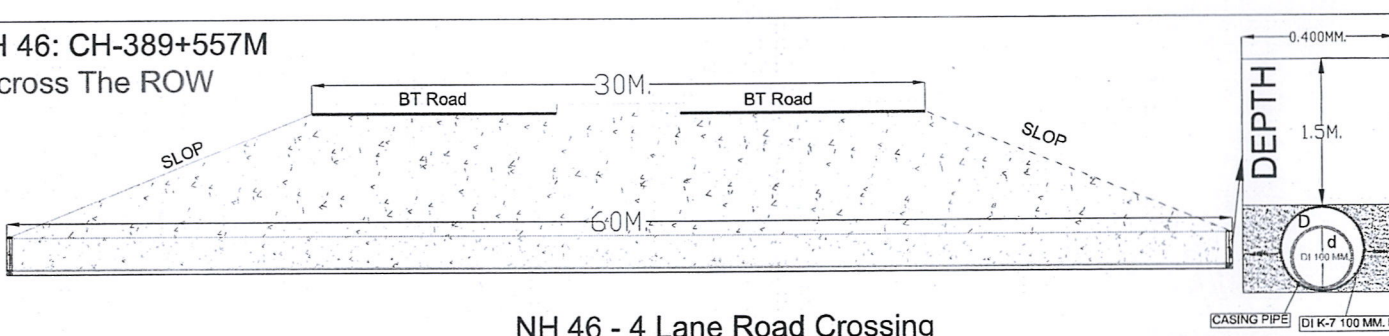 H 46: CH-389+557M
cross The ROW
30M.
BT Road
BT Road
SLOP
SLOP
60M.
0.400MM.
DEPTH
1.5M.
D
d
DI 100 MM.
CASING PIPE
DI K-7 100 MM.
NH 46 - 4 Lane Road Crossing